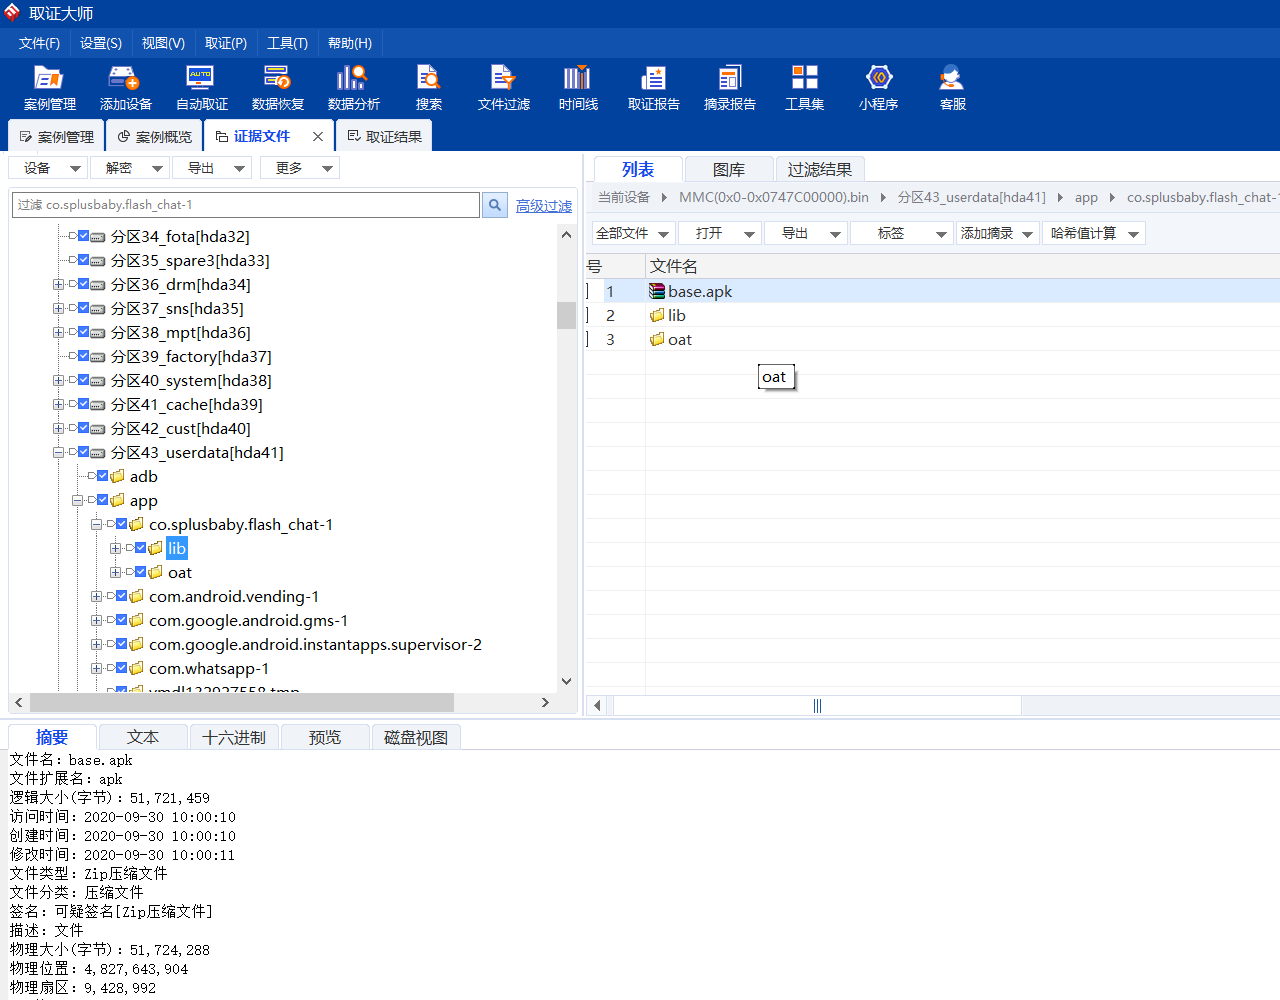 取证大师
文件(F) 设置(S) 视图(V) 取证(P) 工具(T) 帮助(H)
案例管理 添加设备 自动取证 数据恢复 数据分析 搜索 文件过滤 时间线 取证报告 摘录报告 工具集 小程序 客服
案例管理 案例概览 证据文件 取证结果
设备 解密 导出 更多
过滤 co.splusbaby.flash_chat-1 高级过滤
分区34_fota[hda32]
分区35_spare3[hda33]
分区36_drm[hda34]
分区37_sns[hda35]
分区38_mpt[hda36]
分区39_factory[hda37]
分区40_system[hda38]
分区41_cache[hda39]
分区42_cust[hda40]
分区43_userdata[hda41]
adb
app
co.splusbaby.flash_chat-1
lib
oat
com.android.vending-1
com.google.android.gms-1
com.google.android.instantapps.supervisor-2
com.whatsapp-1
vmdl132927558.tmp
列表 图库 过滤结果
当前设备 MMC(0x0-0x0747C00000).bin 分区43_userdata[hda41] app co.splusbaby.flash_chat-1
全部文件 打开 导出 标签 添加摘录 哈希值计算
号 文件名
1 base.apk
2 lib
3 oat
oat
摘要 文本 十六进制 预览 磁盘视图
文件名: base.apk
文件扩展名: apk
逻辑大小(字节): 51,721,459
访问时间: 2020-09-30 10:00:10
创建时间: 2020-09-30 10:00:10
修改时间: 2020-09-30 10:00:11
文件类型: Zip压缩文件
文件分类: 压缩文件
签名: 可疑签名[Zip压缩文件]
描述: 文件
物理大小(字节): 51,724,288
物理位置: 4,827,643,904
物理扇区: 9,428,992